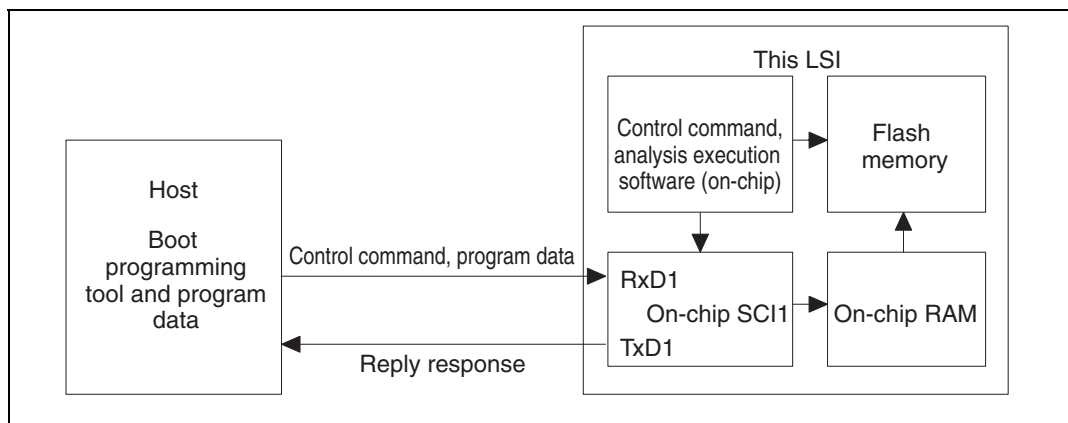 This LSI
Control command,
analysis execution
software (on-chip)
Flash
memory
Host
Boot
programming
tool and program
data
Control command, program data
RxD1
On-chip SCI1
TxD1
On-chip RAM
Reply response